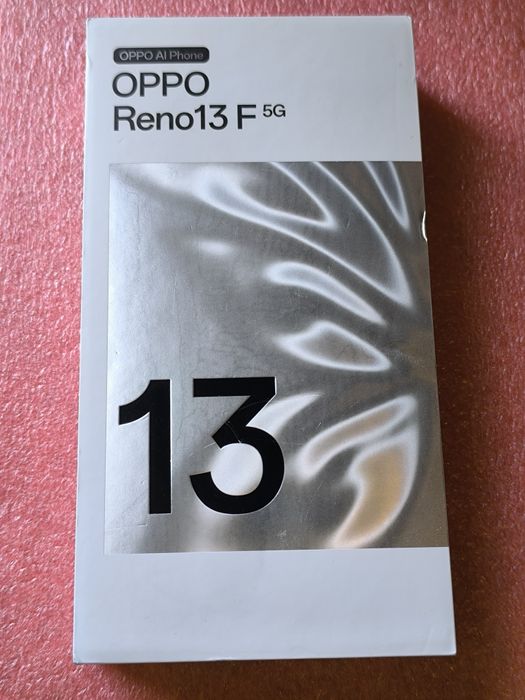 OPPO AI Phone
OPPO
Reno13 F 5G
13